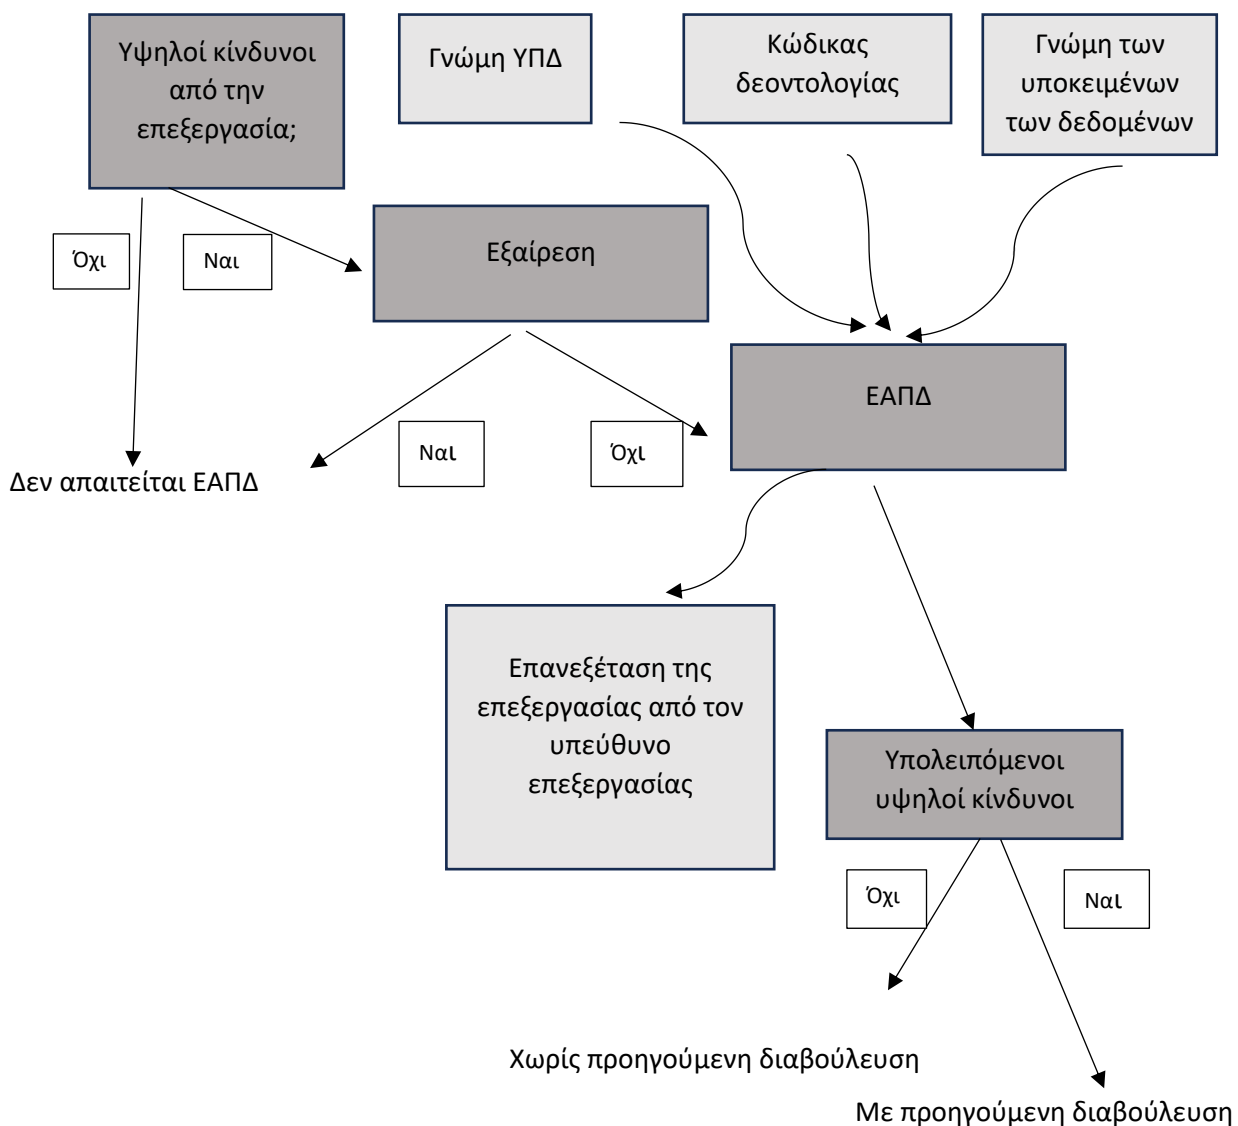 Υψηλοί κίνδυνοι
από την
επεξεργασία;
Γνώμη ΥΠΔ
Κώδικας
δεοντολογίας
Γνώμη των
υποκειμένων
των δεδομένων
Όχι
Ναι
Εξαίρεση
ΕΑΠΔ
Ναι
Όχι
Δεν απαιτείται ΕΑΠΔ
Επανεξέταση της
επεξεργασίας από τον
υπεύθυνο
επεξεργασίας
Υπολειπόμενοι
υψηλοί κίνδυνοι
Όχι
Ναι
Χωρίς προηγούμενη διαβούλευση
Με προηγούμενη διαβούλευση